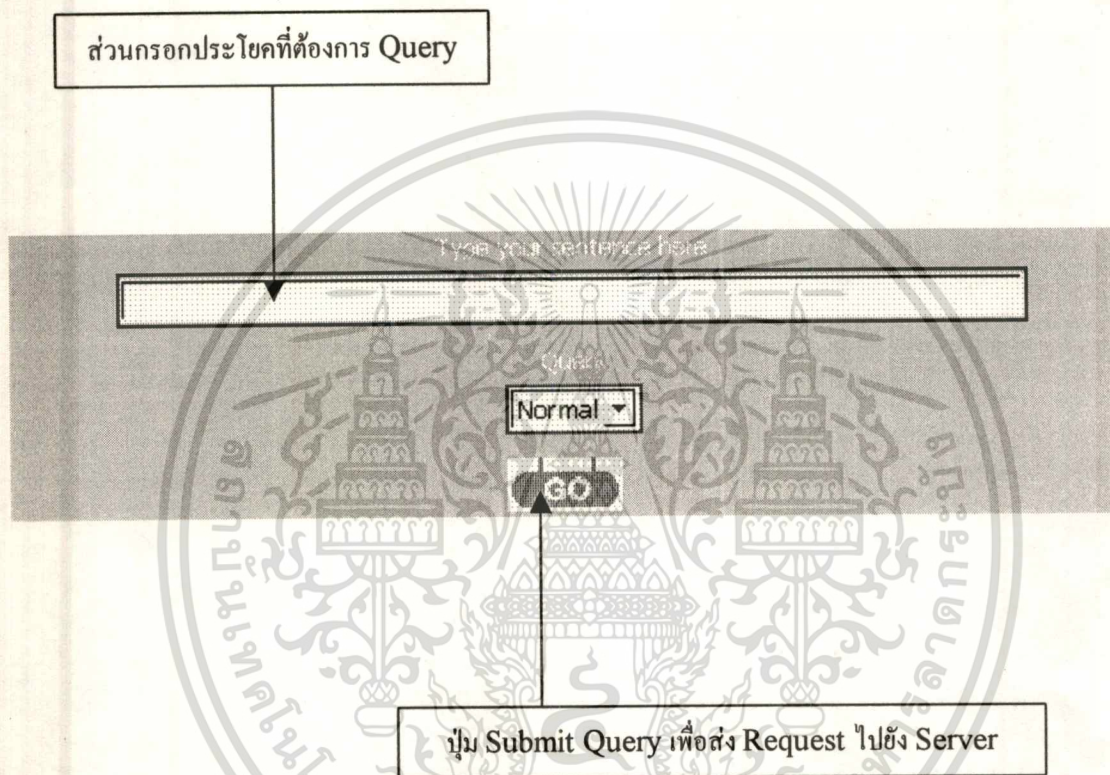 ส่วนกรอกประโยคที่ต้องการ Query
Type your sentence here
Query
Normal
GO
ปุ่ม Submit Query เพื่อส่ง Request ไปยัง Server